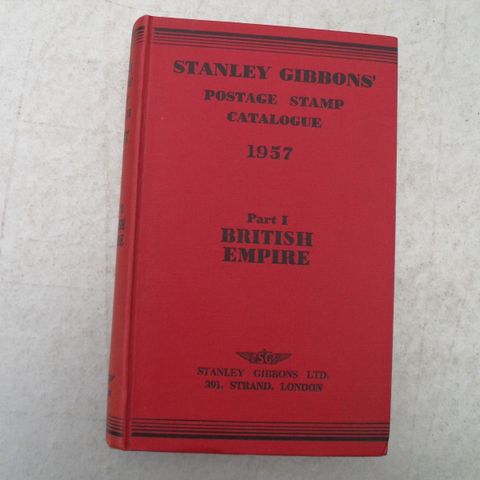 STANLEY GIBBONS'
POSTAGE STAMP
CATALOGUE
1957
Part I
BRITISH
EMPIRE
SG
STANLEY GIBBONS LTD.
391, STRAND, LONDON